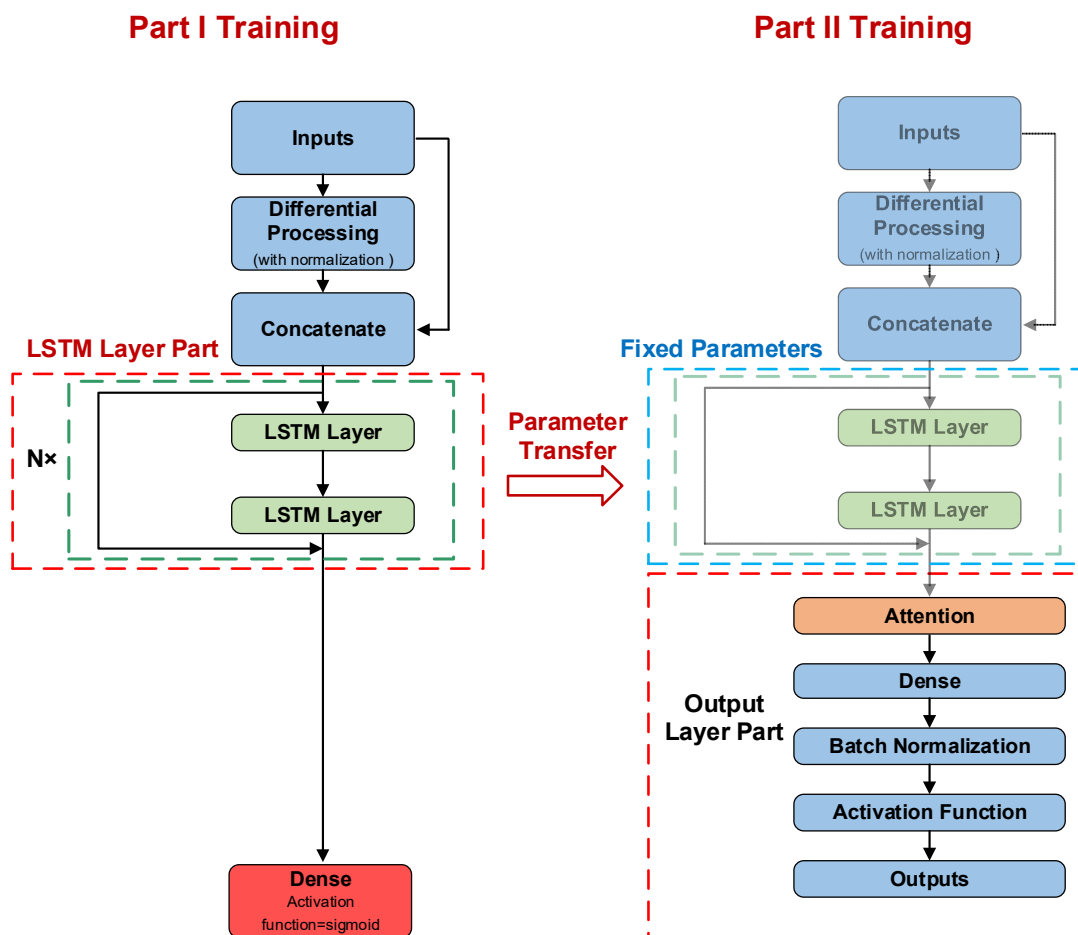 Part I Training
Inputs
Differential
Processing
(with normalization )
Concatenate
LSTM Layer Part
N×
LSTM Layer
LSTM Layer
Dense
Activation
function=sigmoid
Parameter
Transfer
Part II Training
Inputs
Differential
Processing
(with normalization )
Concatenate
Fixed Parameters
LSTM Layer
LSTM Layer
Output
Layer Part
Attention
Dense
Batch Normalization
Activation Function
Outputs